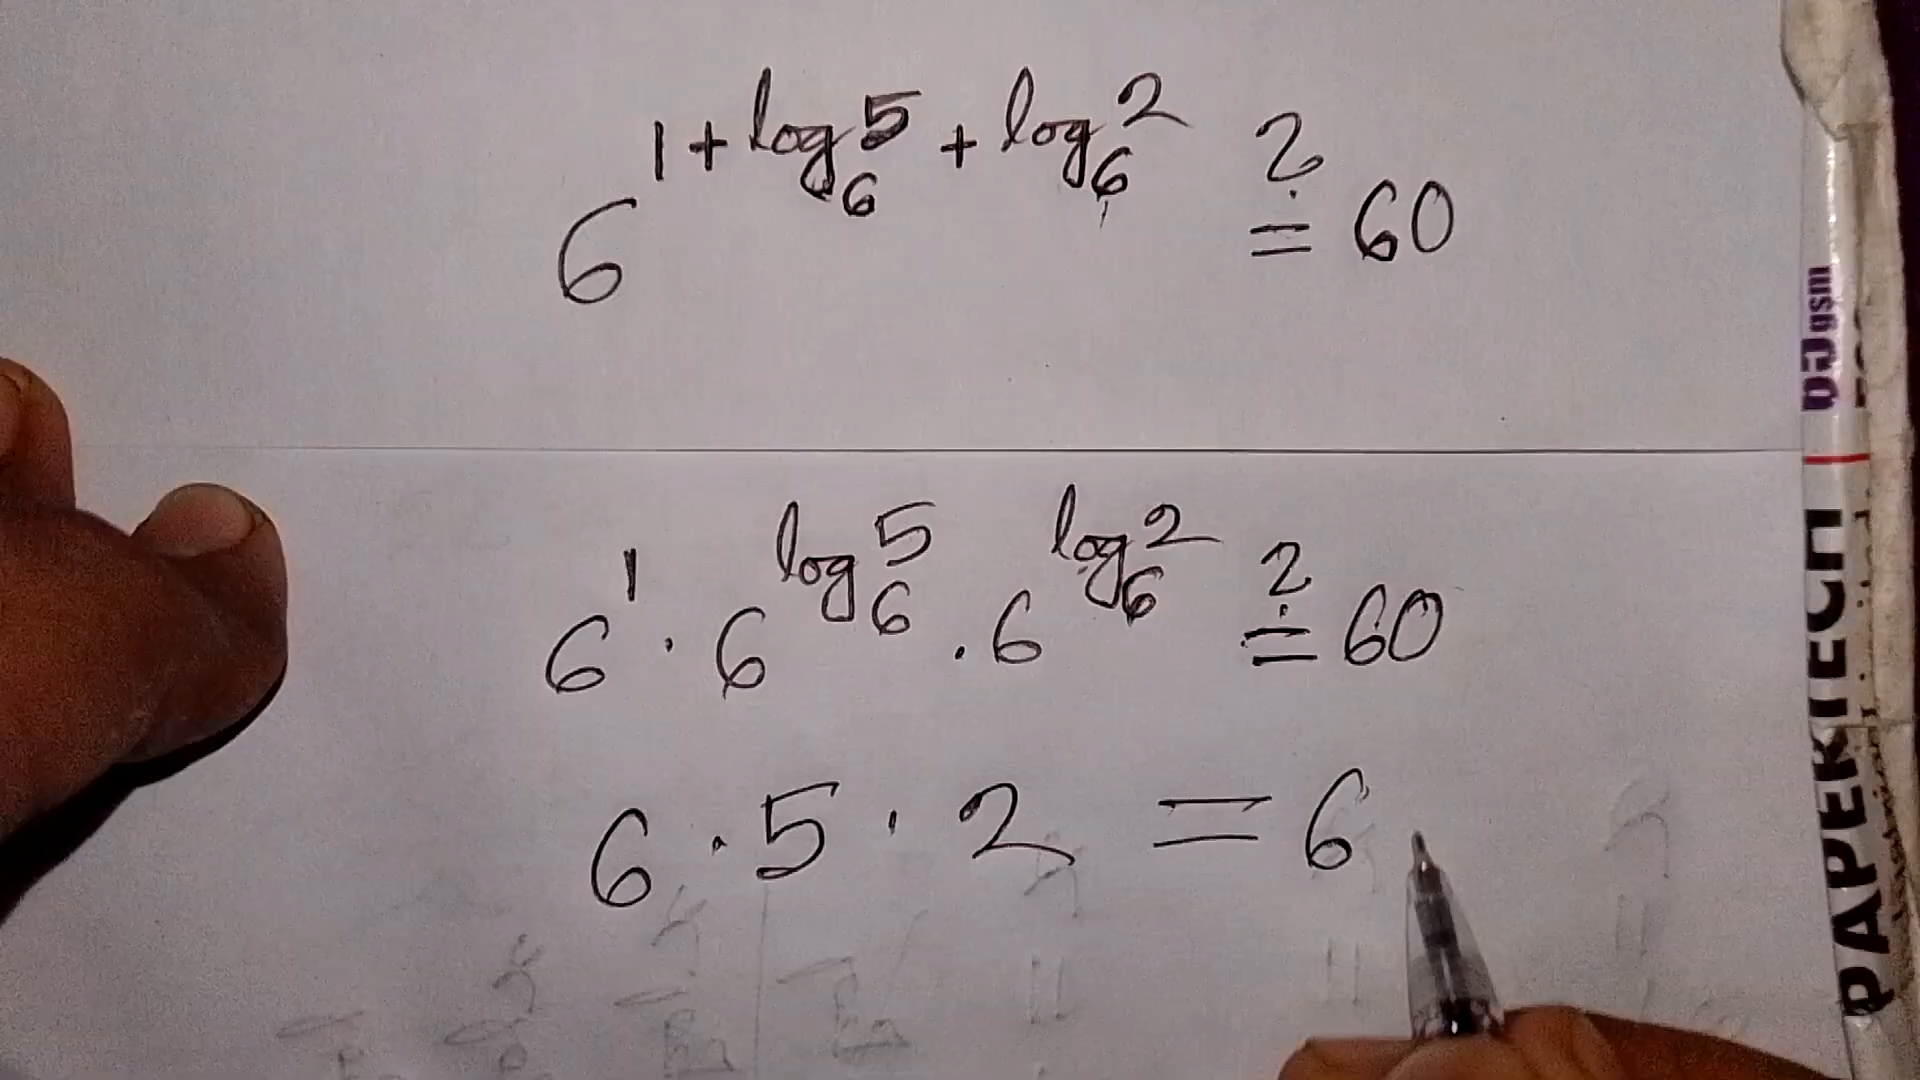 6^{1+log_6 5 + log_6 2} ?= 60
6^1 · 6^{log_6 5} · 6^{log_6 2} ?= 60
6 · 5 · 2 = 6
gsm
PAPERTECH